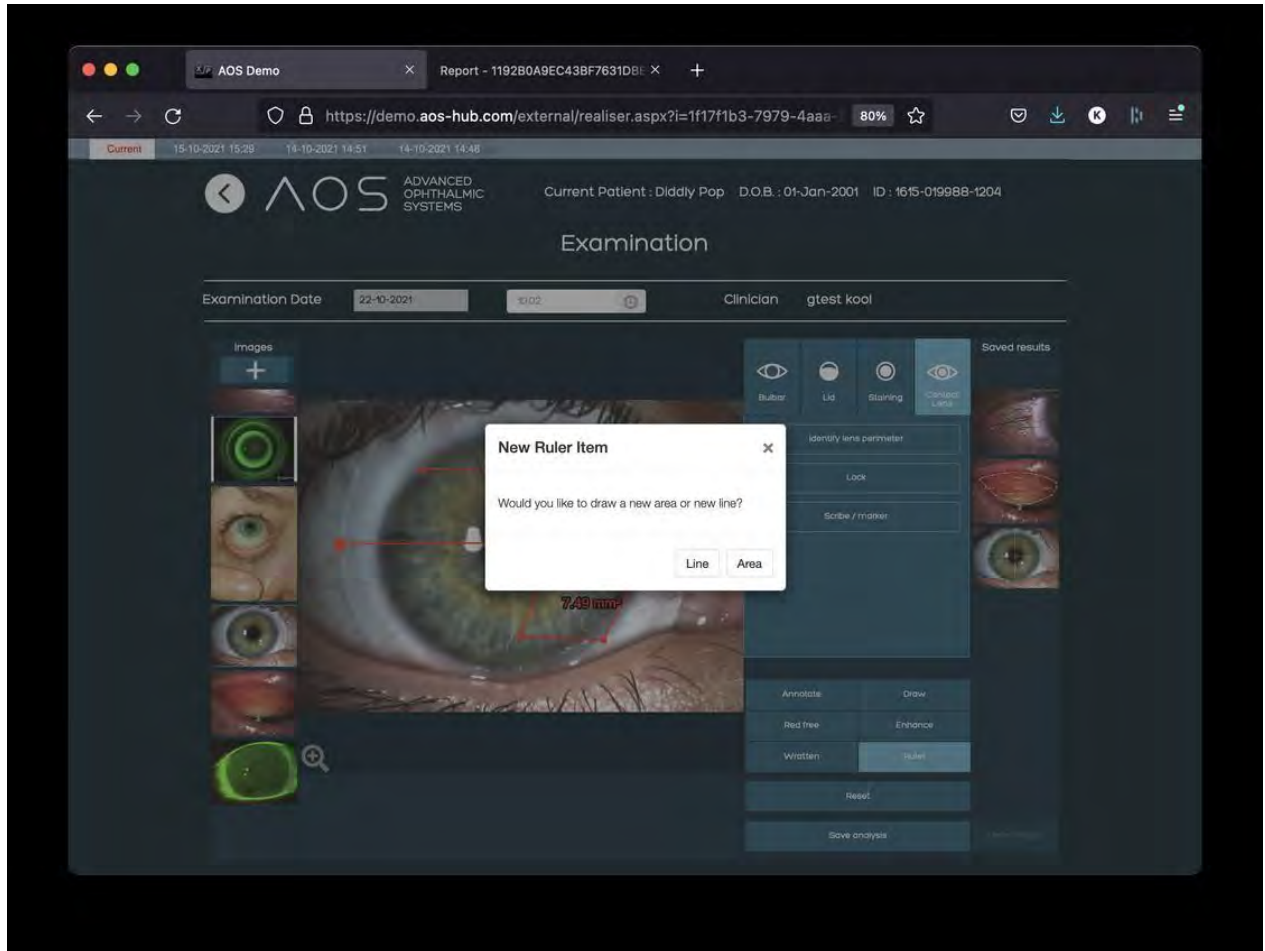 AOS Demo
Report - 1192B0A9EC43BF7631DBE
https://demo.aos-hub.com/external/realiser.aspx?i=1f17f1b3-7979-4aaa-
80%
K
Current 15-10-2021 15:29 14-10-2021 14:51 14-10-2021 14:46
AOS
ADVANCED
OPHTHALMIC
SYSTEMS
Current Patient : Diddly Pop D.O.B. : 01-Jan-2001 ID : 1615-019988-1204
Examination
Examination Date 22-10-2021 10:02 Clinician gtest kool
Images
Bulbar Lid Staining Contact
Lens
Saved results
Identify lens perimeter
Lock
Scribe / marker
New Ruler Item
Would you like to draw a new area or new line?
Line Area
7.49 mm²
Annotate Draw
Red free Enhance
Wratten Ruler
Reset
Save analysis